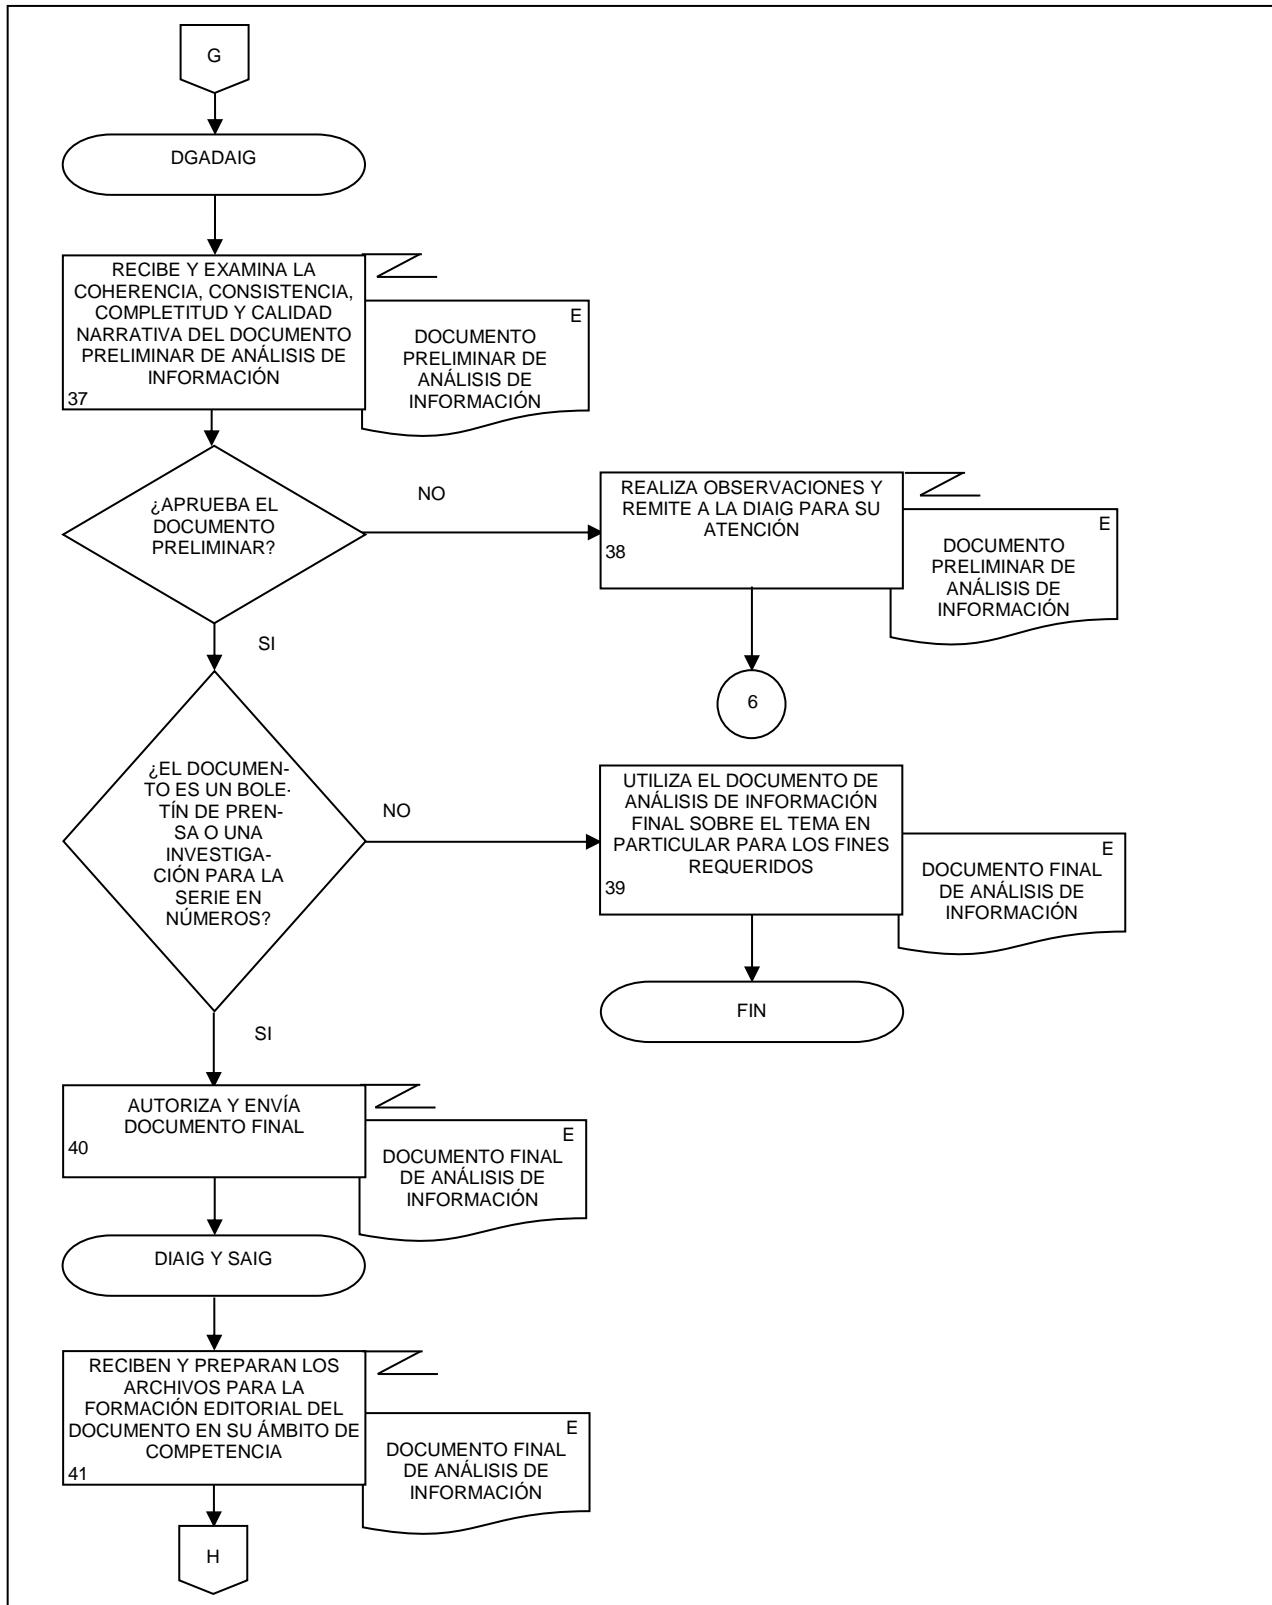 G
DGADAIG
RECIBE Y EXAMINA LA
COHERENCIA, CONSISTENCIA,
COMPLETITUD Y CALIDAD
NARRATIVA DEL DOCUMENTO
PRELIMINAR DE ANÁLISIS DE
INFORMACIÓN
37
E
DOCUMENTO
PRELIMINAR DE
ANÁLISIS DE
INFORMACIÓN
¿APRUEBA EL
DOCUMENTO
PRELIMINAR?
NO
REALIZA OBSERVACIONES Y
REMITE A LA DIAIG PARA SU
ATENCIÓN
38
E
DOCUMENTO
PRELIMINAR DE
ANÁLISIS DE
INFORMACIÓN
SI
6
¿EL DOCUMEN-
TO ES UN BOLE-
TÍN DE PREN-
SA O UNA
INVESTIGA-
CIÓN PARA LA
SERIE EN
NÚMEROS?
NO
UTILIZA EL DOCUMENTO DE
ANÁLISIS DE INFORMACIÓN
FINAL SOBRE EL TEMA EN
PARTICULAR PARA LOS FINES
REQUERIDOS
39
E
DOCUMENTO FINAL
DE ANÁLISIS DE
INFORMACIÓN
FIN
SI
AUTORIZA Y ENVÍA
DOCUMENTO FINAL
40
E
DOCUMENTO FINAL
DE ANÁLISIS DE
INFORMACIÓN
DIAIG Y SAIG
RECIBEN Y PREPARAN LOS
ARCHIVOS PARA LA
FORMACIÓN EDITORIAL DEL
DOCUMENTO EN SU ÁMBITO DE
COMPETENCIA
41
E
DOCUMENTO FINAL
DE ANÁLISIS DE
INFORMACIÓN
H